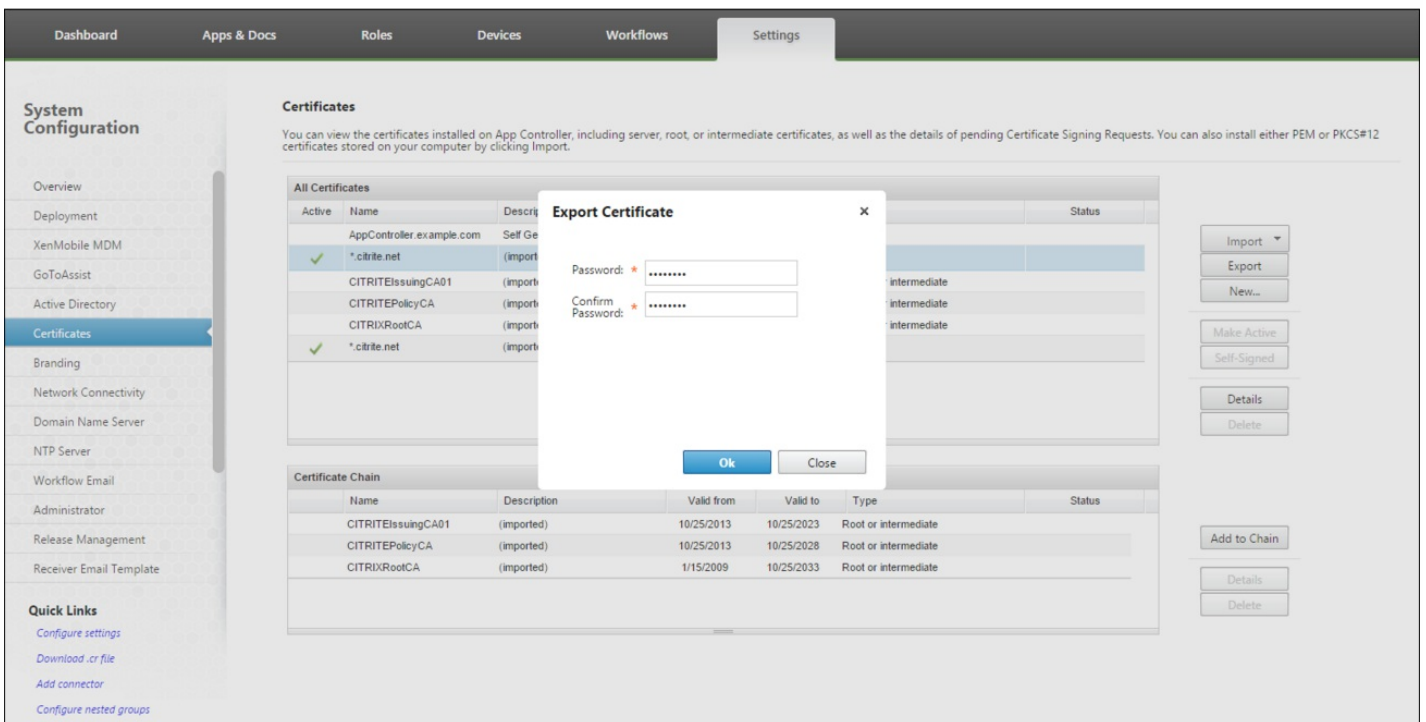 Dashboard Apps & Docs Roles Devices Workflows Settings
System
Configuration
Overview
Deployment
XenMobile MDM
GoToAssist
Active Directory
Certificates
Branding
Network Connectivity
Domain Name Server
NTP Server
Workflow Email
Administrator
Release Management
Receiver Email Template
Quick Links
Configure settings
Download .cr file
Add connector
Configure nested groups
Certificates
You can view the certificates installed on App Controller, including server, root, or intermediate certificates, as well as the details of pending Certificate Signing Requests. You can also install either PEM or PKCS#12
certificates stored on your computer by clicking Import.
All Certificates
Active Name Descrip Status
AppController.example.com Self Ge
*.citrite.net (import
CITRITEIssuingCA01 (importe r intermediate
CITRITEPolicyCA (importe r intermediate
CITRIXRootCA (importe r intermediate
*.citrite.net (importe
Export Certificate ×
Password: * ••••••••
Confirm
Password: * ••••••••
Ok Close
Import
Export
New...
Make Active
Self-Signed
Details
Delete
Certificate Chain
Name Description Valid from Valid to Type Status
CITRITEIssuingCA01 (imported) 10/25/2013 10/25/2023 Root or intermediate
CITRITEPolicyCA (imported) 10/25/2013 10/25/2028 Root or intermediate
CITRIXRootCA (imported) 1/15/2009 10/25/2033 Root or intermediate
Add to Chain
Details
Delete